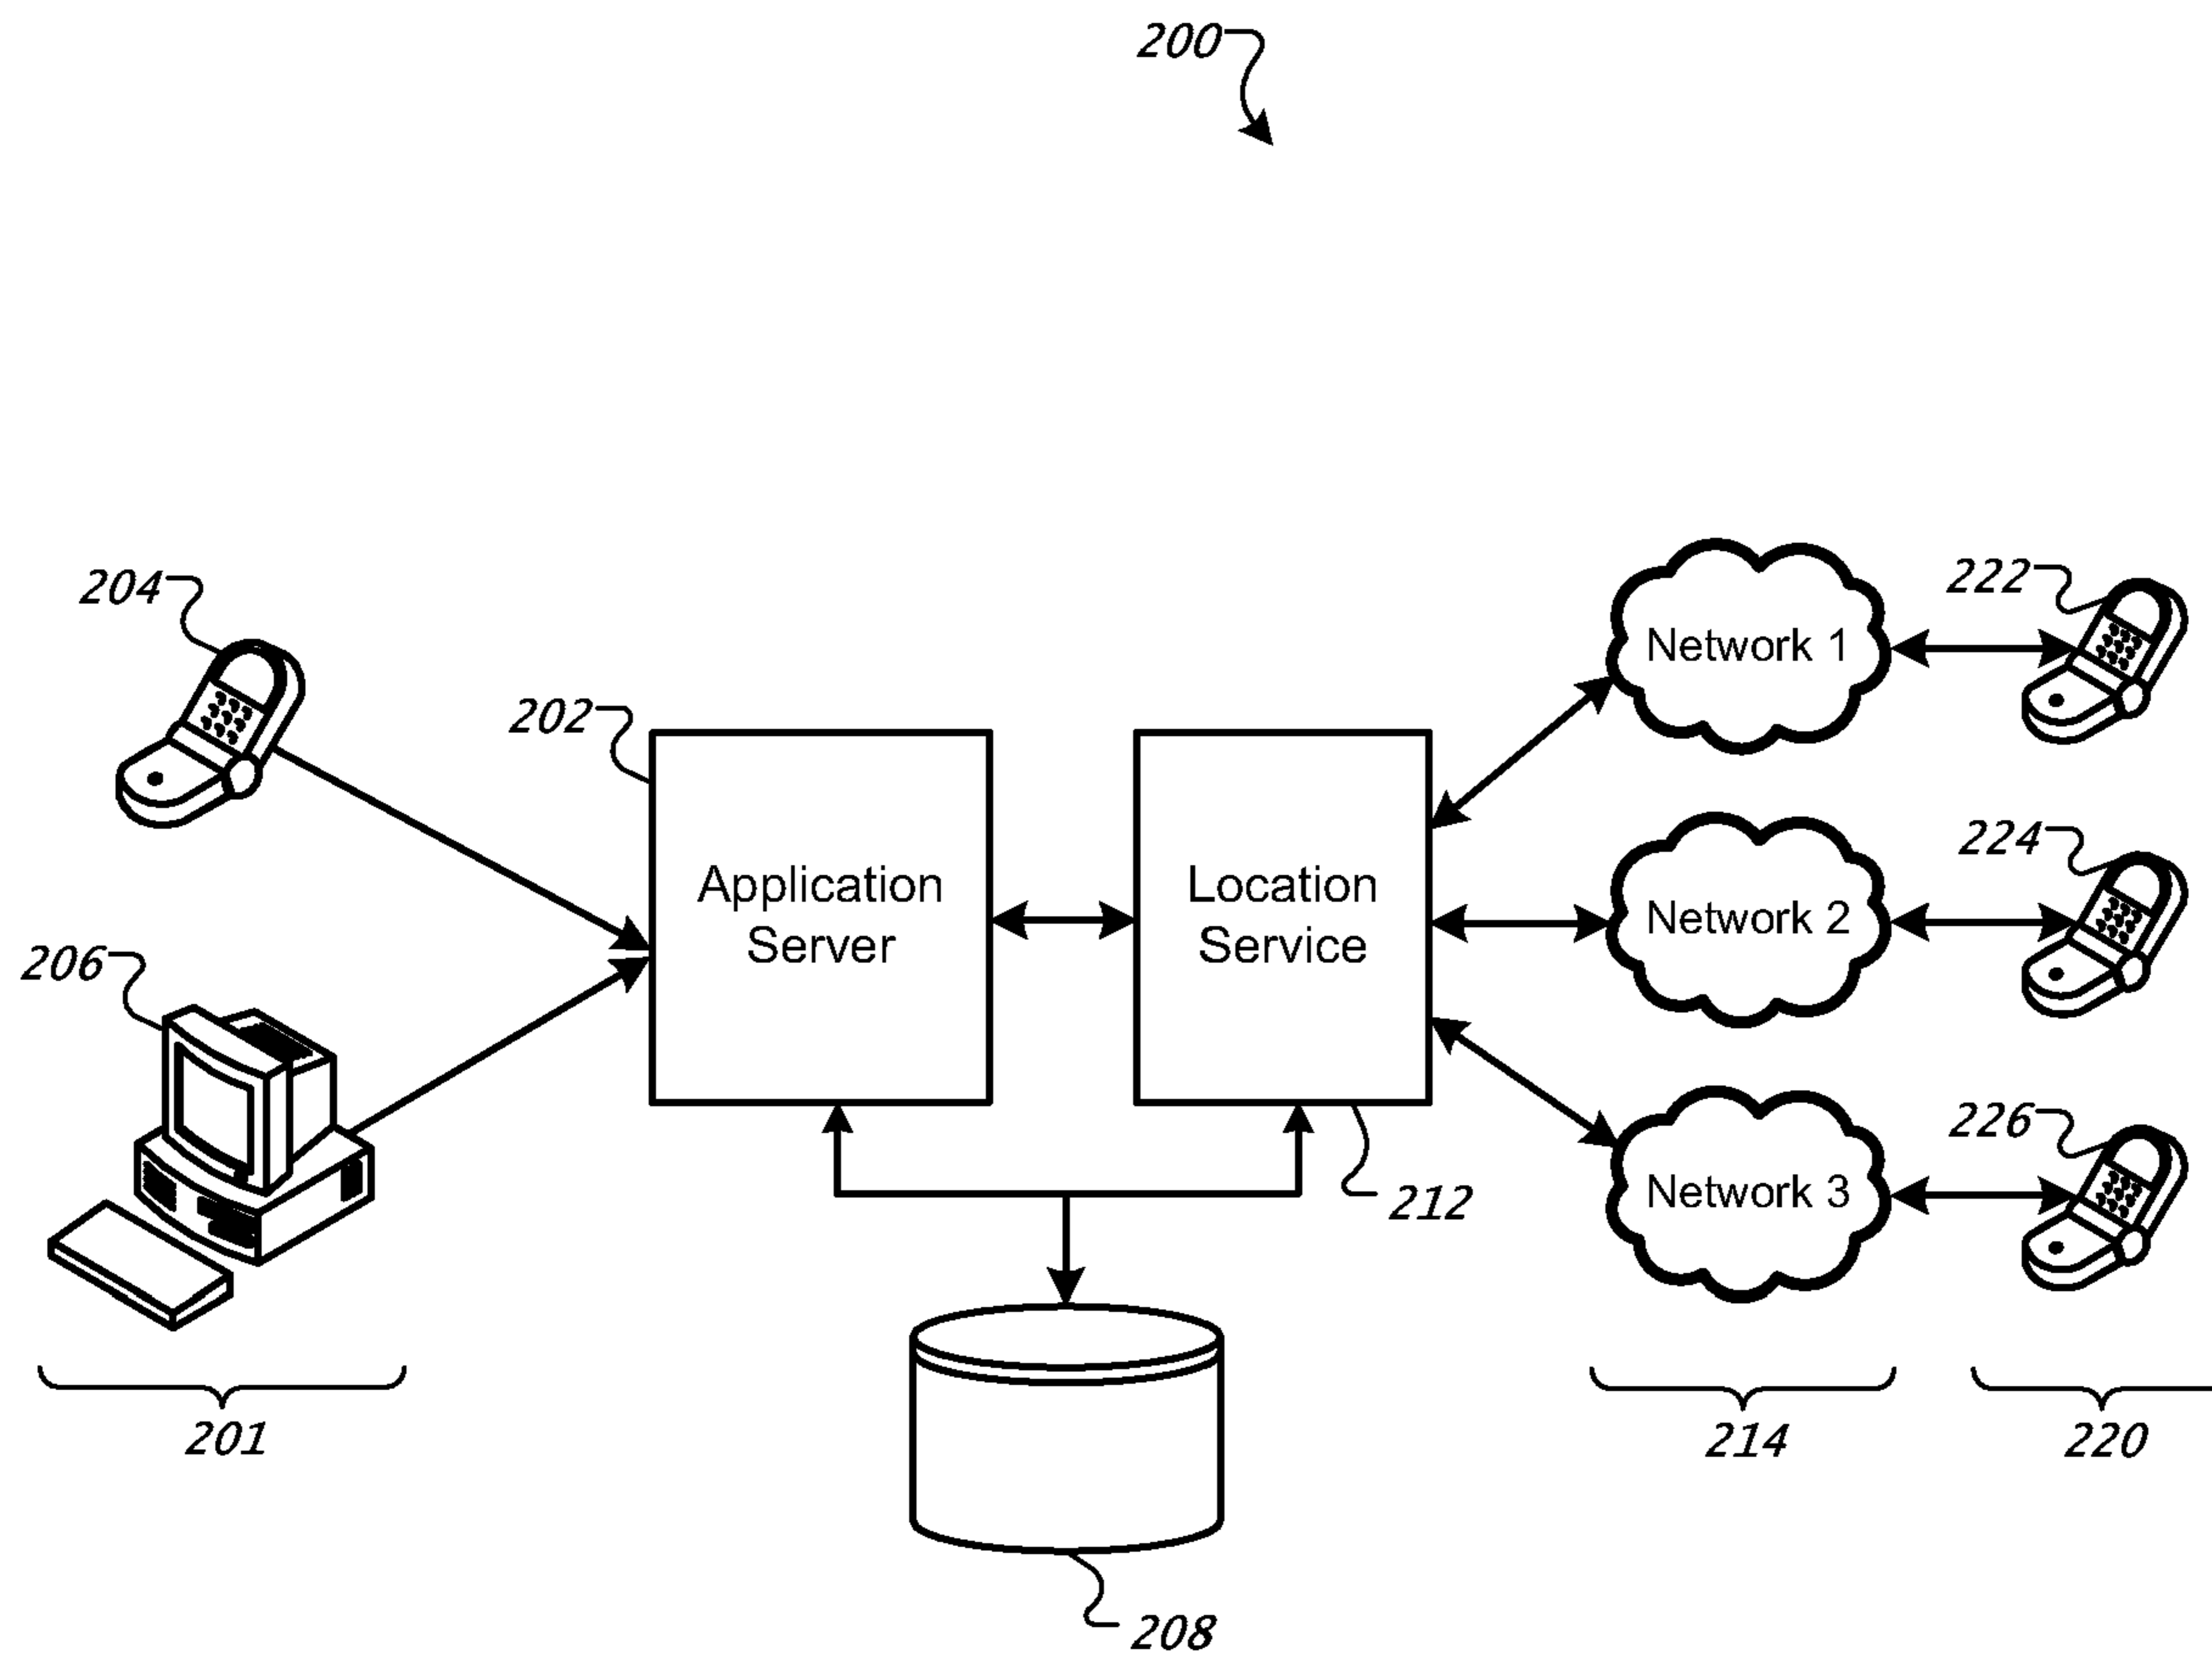 200
204
222
Network 1
202
224
Application
Server
Location
Service
Network 2
206
226
Network 3
212
201
214
220
208